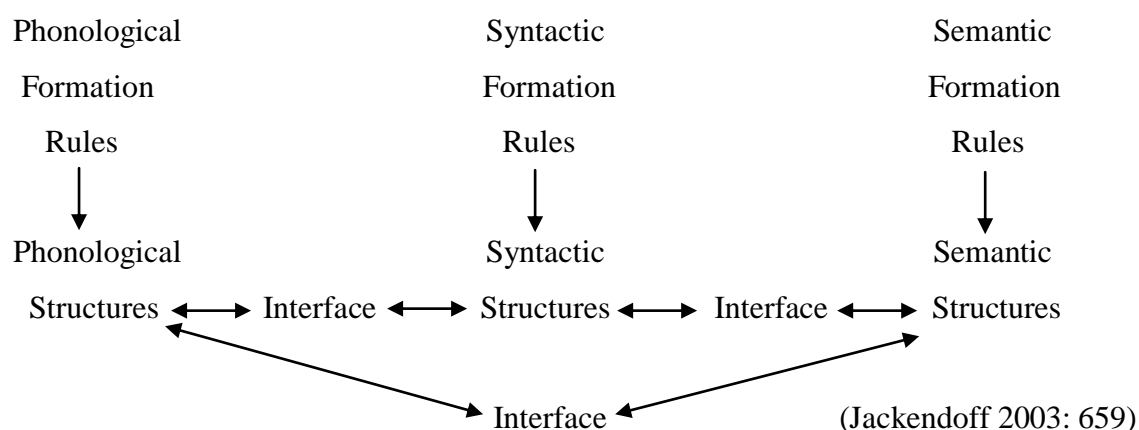 Phonological Syntactic Semantic
Formation Formation Formation
Rules Rules Rules
Phonological Syntactic Semantic
Structures Interface Structures Interface Structures
Interface (Jackendoff 2003: 659)